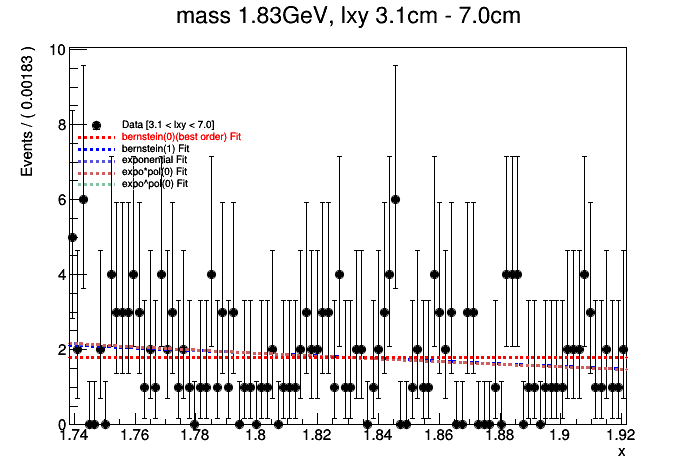 mass 1.83GeV, lxy 3.1cm - 7.0cm
Events / ( 0.00183 )
10
8
6
4
2
0
Data [3.1 < lxy < 7.0]
bernstein(0)(best order) Fit
bernstein(1) Fit
exponential Fit
expo*pol(0) Fit
expo^pol(0) Fit
1.74 1.76 1.78 1.8 1.82 1.84 1.86 1.88 1.9 1.92
x